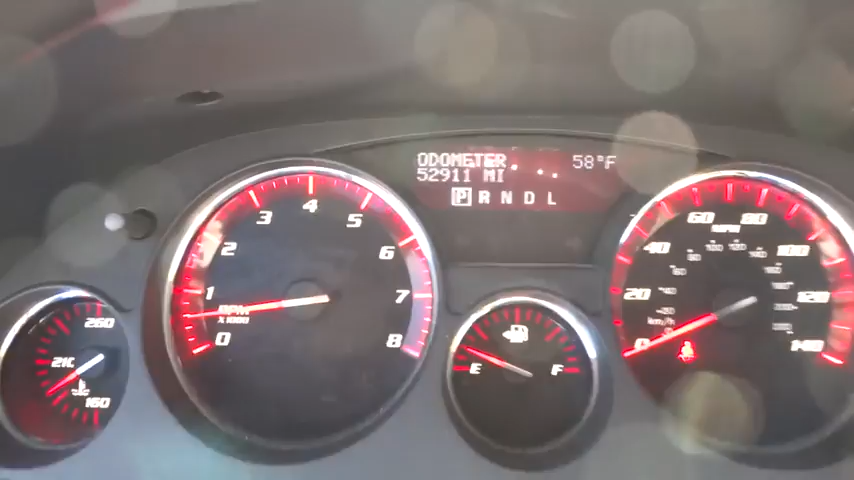 ODOMETER
58°F
52911 MI
P R N D L
0 1 2 3 4 5 6 7 8
RPM
X1000
260
210
160
E F
0 20 40 60 80 100 120 140
MPH
km/h